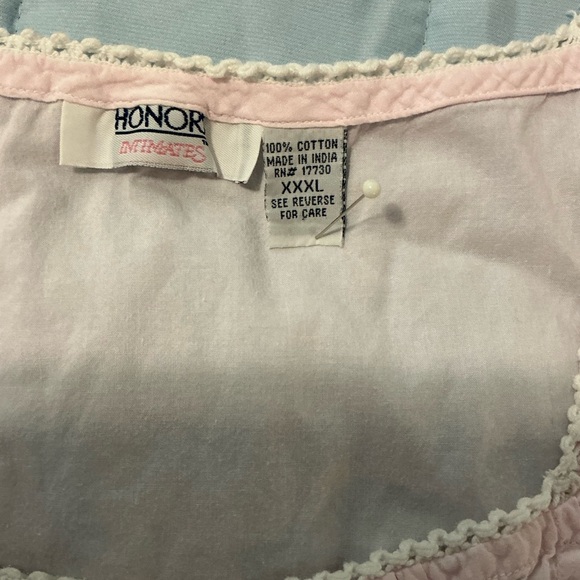 HONORS
INTIMATES
100% COTTON
MADE IN INDIA
RN# 17730
XXXL
SEE REVERSE
FOR CARE